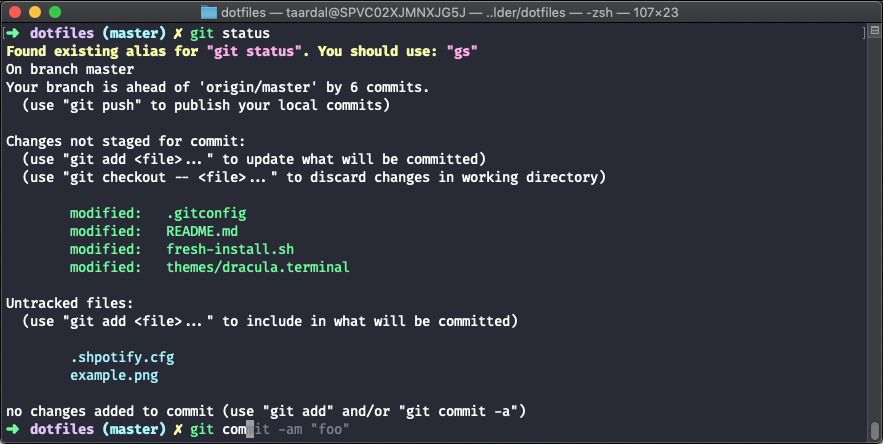 dotfiles — taardal@SPVC02XJMNXJG5J — ..lder/dotfiles — -zsh — 107×23
[➜ dotfiles (master) ✗ git status ]
Found existing alias for "git status". You should use: "gs"
On branch master
Your branch is ahead of 'origin/master' by 6 commits.
  (use "git push" to publish your local commits)
Changes not staged for commit:
  (use "git add <file>..." to update what will be committed)
  (use "git checkout -- <file>..." to discard changes in working directory)
        modified:   .gitconfig
        modified:   README.md
        modified:   fresh-install.sh
        modified:   themes/dracula.terminal
Untracked files:
  (use "git add <file>..." to include in what will be committed)
        .shpotify.cfg
        example.png
no changes added to commit (use "git add" and/or "git commit -a")
➜ dotfiles (master) ✗ git commit -am "foo"